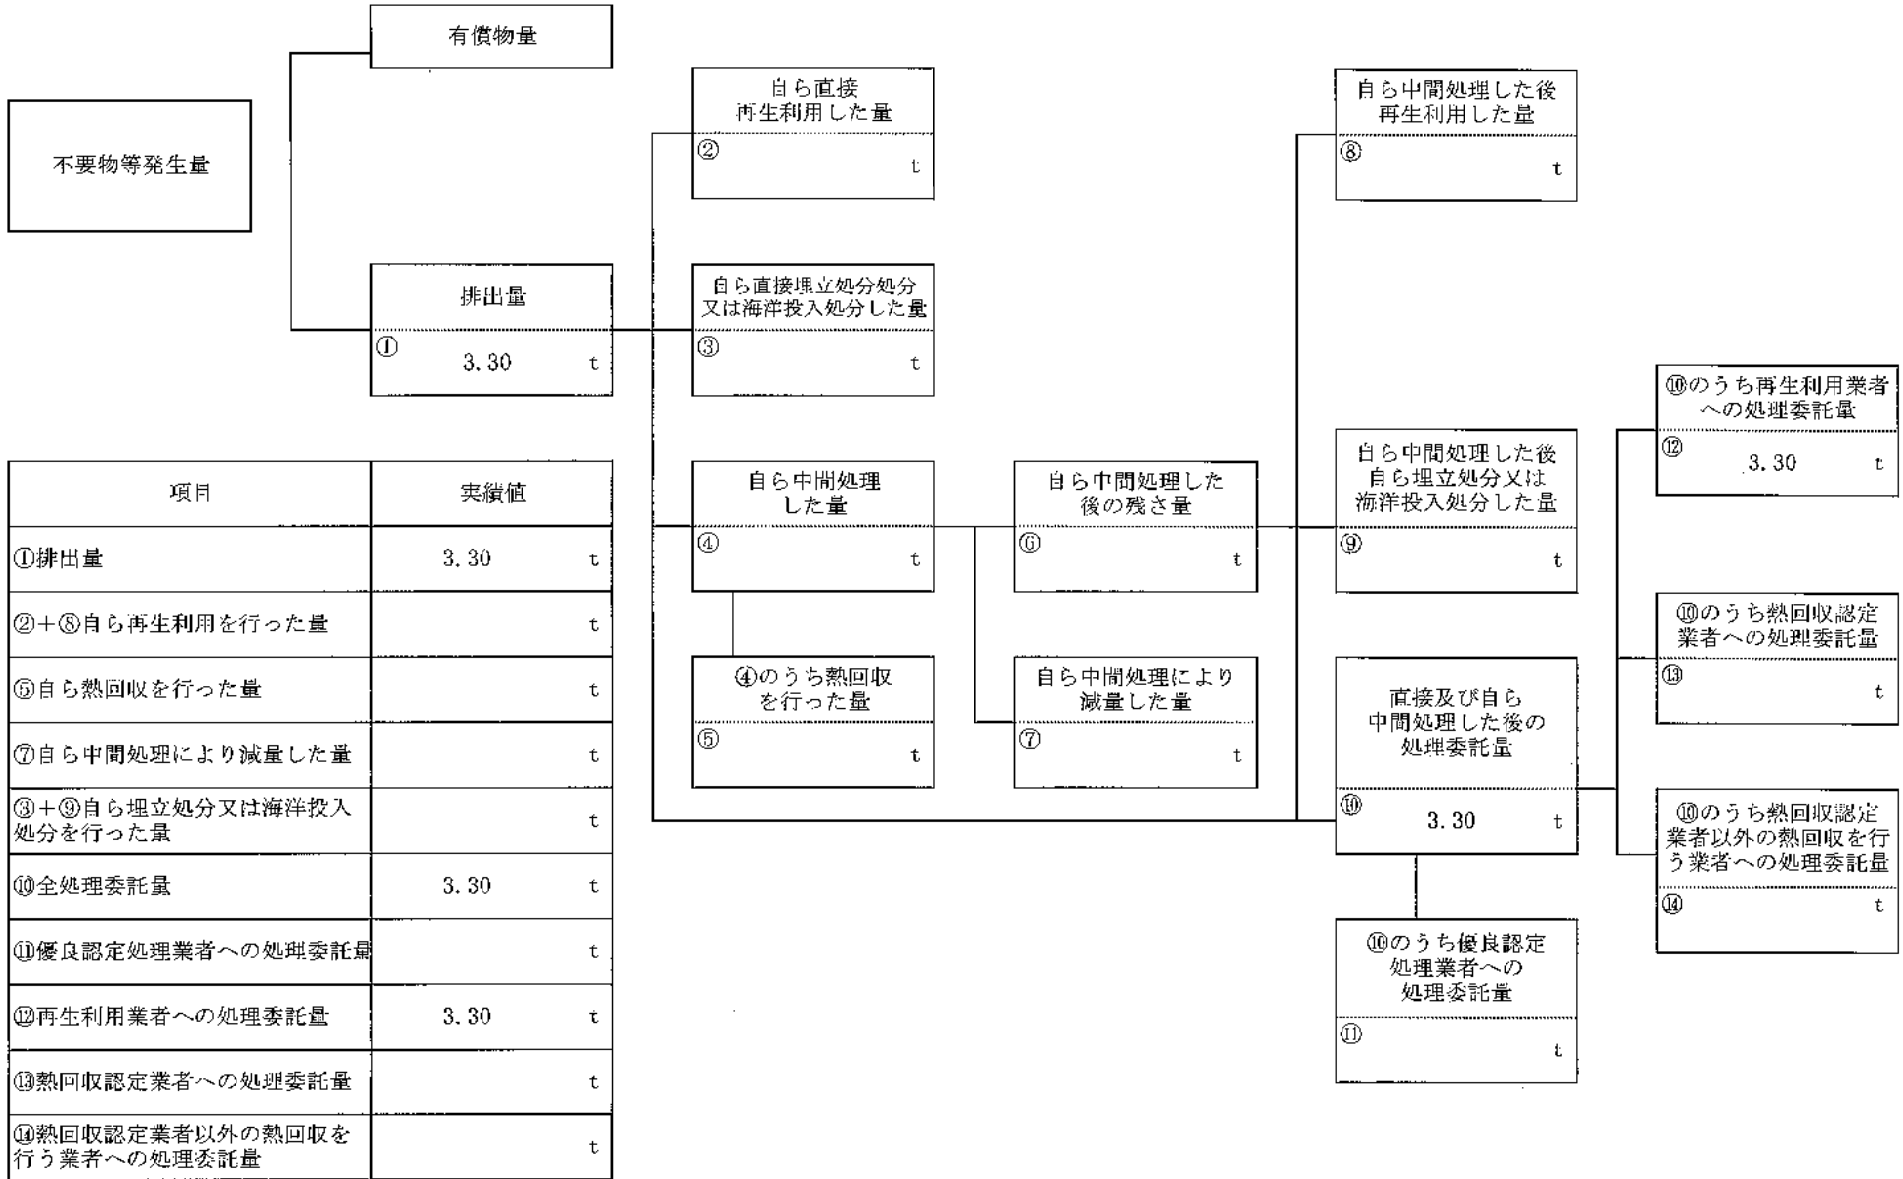 有償物量
不要物等発生量
排出量
① 3.30 t
自ら直接
再生利用した量
② t
自ら直接埋立処分処分
又は海洋投入処分した量
③ t
自ら中間処理
した量
④ t
④のうち熱回収
を行った量
⑤ t
自ら中間処理した
後の残さ量
⑥ t
自ら中間処理により
減量した量
⑦ t
自ら中間処理した後
再生利用した量
⑧ t
自ら中間処理した後
自ら埋立処分又は
海洋投入処分した量
⑨ t
直接及び自ら
中間処理した後の
処理委託量
⑩ 3.30 t
⑩のうち優良認定
処理業者への
処理委託量
⑪ t
⑩のうち再生利用業者
への処理委託量
⑫ 3.30 t
⑩のうち熱回収認定
業者への処理委託量
⑬ t
⑩のうち熱回収認定
業者以外の熱回収を行
う業者への処理委託量
⑭ t
項目 実績値
①排出量 3.30 t
②+⑧自ら再生利用を行った量 t
⑤自ら熱回収を行った量 t
⑦自ら中間処理により減量した量 t
③+⑨自ら埋立処分又は海洋投入
処分を行った量 t
⑩全処理委託量 3.30 t
⑪優良認定処理業者への処理委託量 t
⑫再生利用業者への処理委託量 3.30 t
⑬熱回収認定業者への処理委託量 t
⑭熱回収認定業者以外の熱回収を
行う業者への処理委託量 t